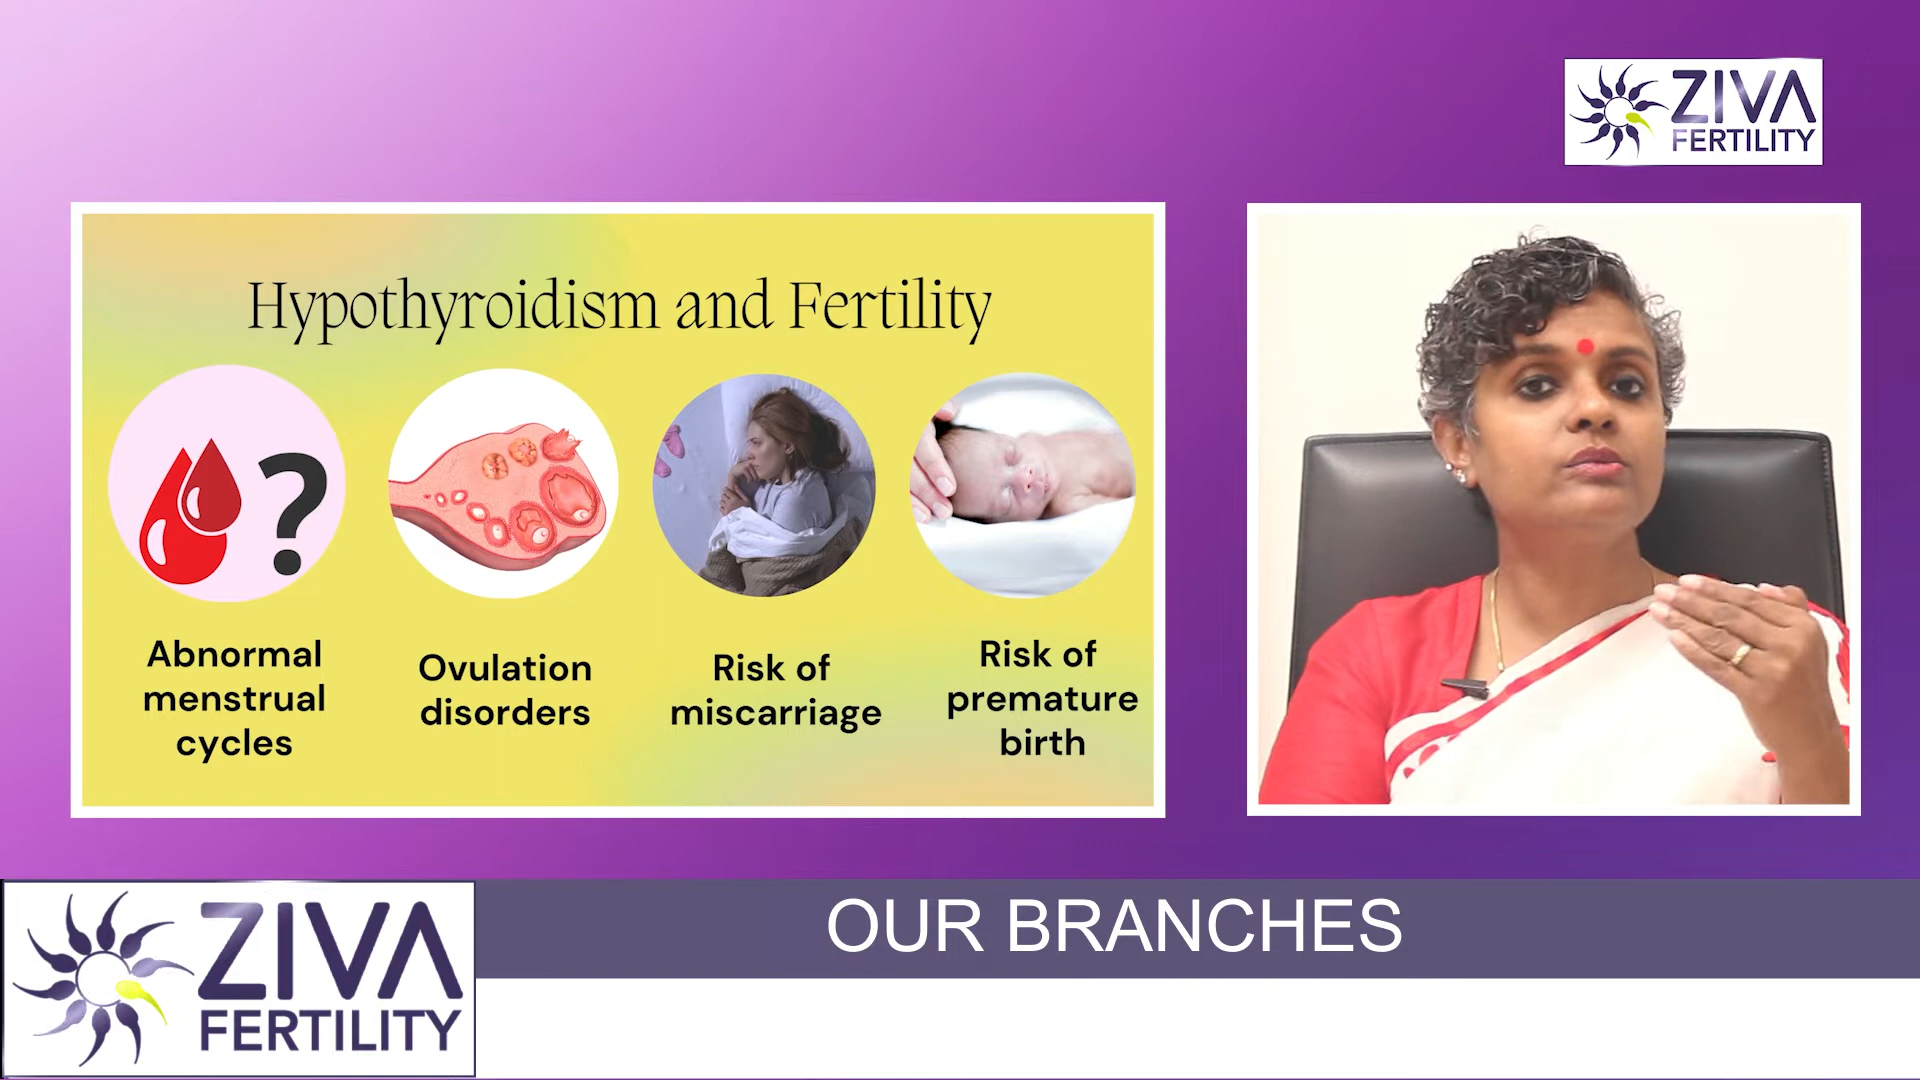 ZIVA
FERTILITY
Hypothyroidism and Fertility
?
Abnormal
menstrual
cycles
Ovulation
disorders
Risk of
miscarriage
Risk of
premature
birth
ZIVA
FERTILITY
OUR BRANCHES